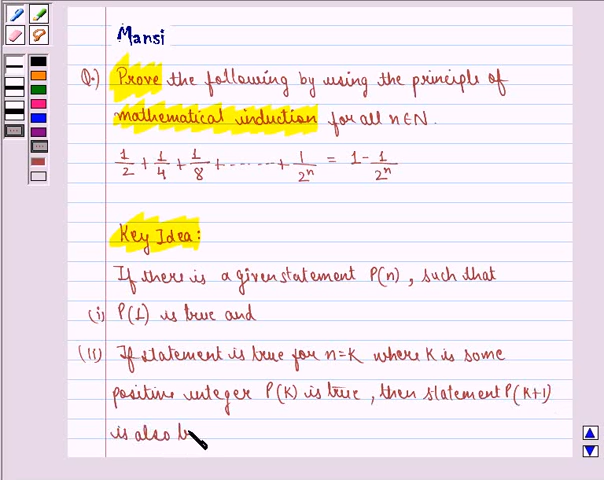 Mansi
Q.) Prove the following by using the principle of
mathematical induction for all n∈N.
1/2 + 1/4 + 1/8 + ....... + 1/2ⁿ = 1 - 1/2ⁿ
Key Idea:
If there is a given statement P(n), such that
(i) P(1) is true and
(ii) If statement is true for n=K where K is some
positive integer P(K) is true, then statement P(K+1)
is also